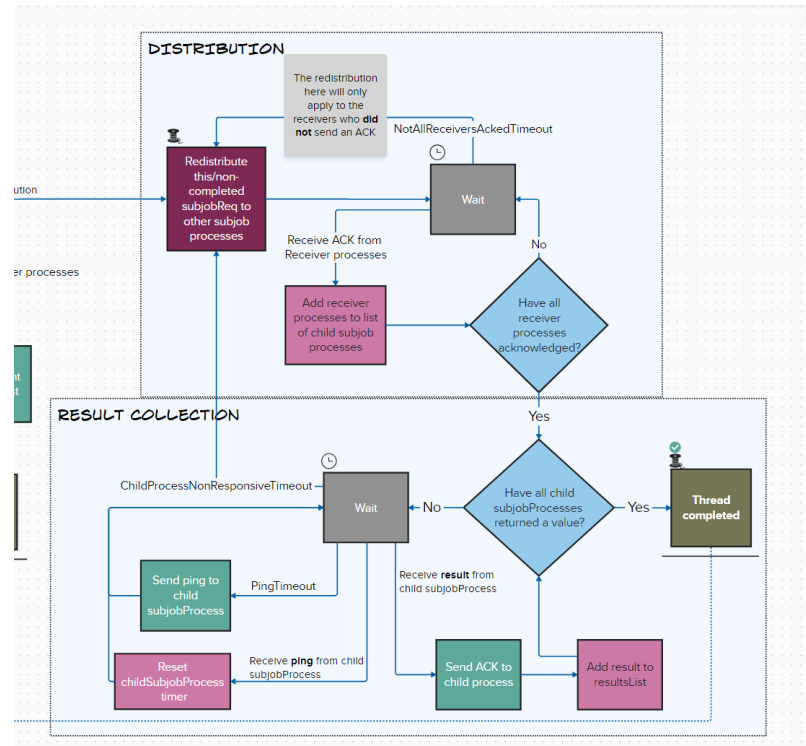 DISTRIBUTION
The redistribution
here will only
apply to the
receivers who did
not send an ACK
NotAllReceiversAckedTimeout
Redistribute
this/non-
completed
subjobReq to
other subjob
processes
Wait
ution
Receive ACK from
Receiver processes
No
er processes
Add receiver
processes to list
of child subjob
processes
Have all
receiver
processes
acknowledged?
nt
st
Yes
RESULT COLLECTION
ChildProcessNonResponsiveTimeout
Wait
No
Have all child
subjobProcesses
returned a value?
Yes
Thread
completed
Send ping to
child
subjobProcess
PingTimeout
Receive result from
child subjobProcess
Reset
childSubjobProcess
timer
Receive ping from child
subjobProcess
Send ACK to
child process
Add result to
resultsList